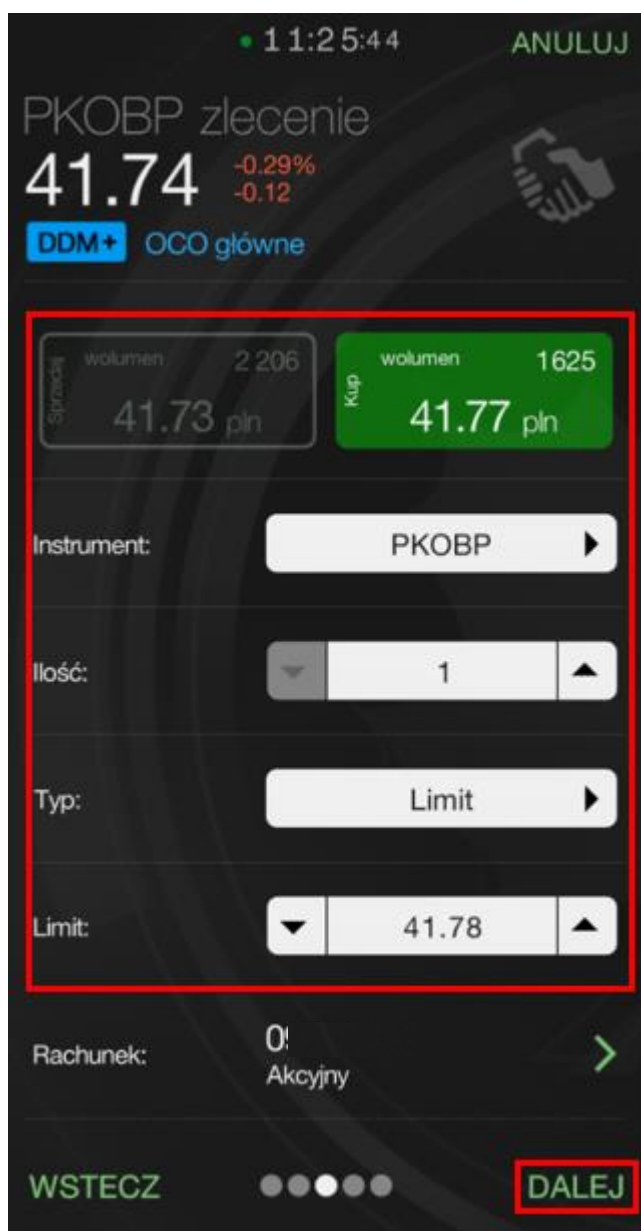 11:25:44 ANULUJ
PKOBP zlecenie
41.74 -0.29%
-0.12
DDM+ OCO główne
Sprzedaj wolumen 2 206
41.73 pln
Kup wolumen 1625
41.77 pln
Instrument: PKOBP
Ilość: 1
Typ: Limit
Limit: 41.78
Rachunek:
Akcyjny
WSTECZ DALEJ